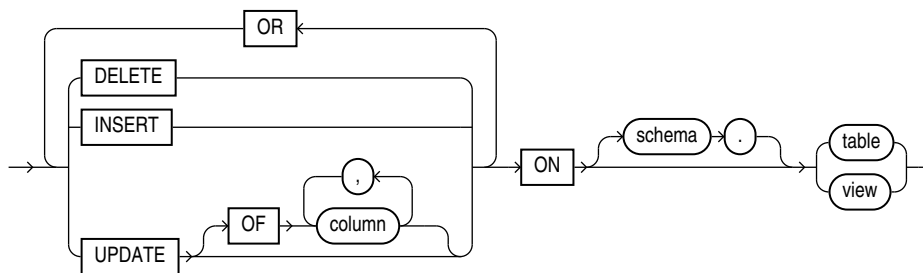 OR
DELETE
INSERT
schema .
table
ON
,
view
OF column
UPDATE